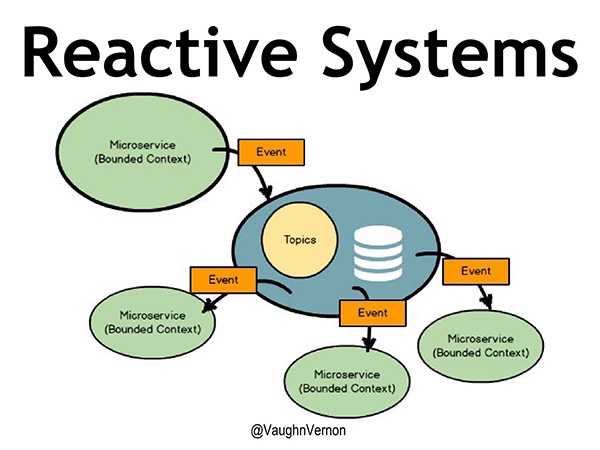 Reactive Systems
Microservice
(Bounded Context)
Event
Topics
Event
Event
Event
Microservice
(Bounded Context)
Microservice
(Bounded Context)
Microservice
(Bounded Context)
@VaughnVernon